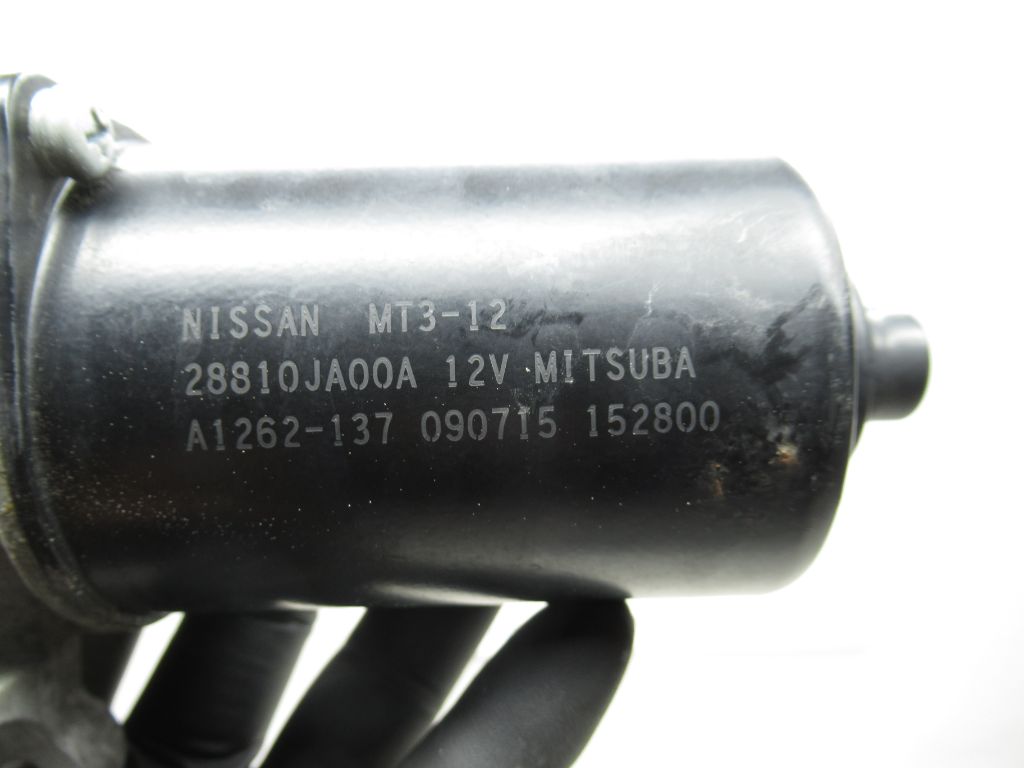 NISSAN MT3-12
28810JA00A 12V MITSUBA
A1262-137 090715 152800